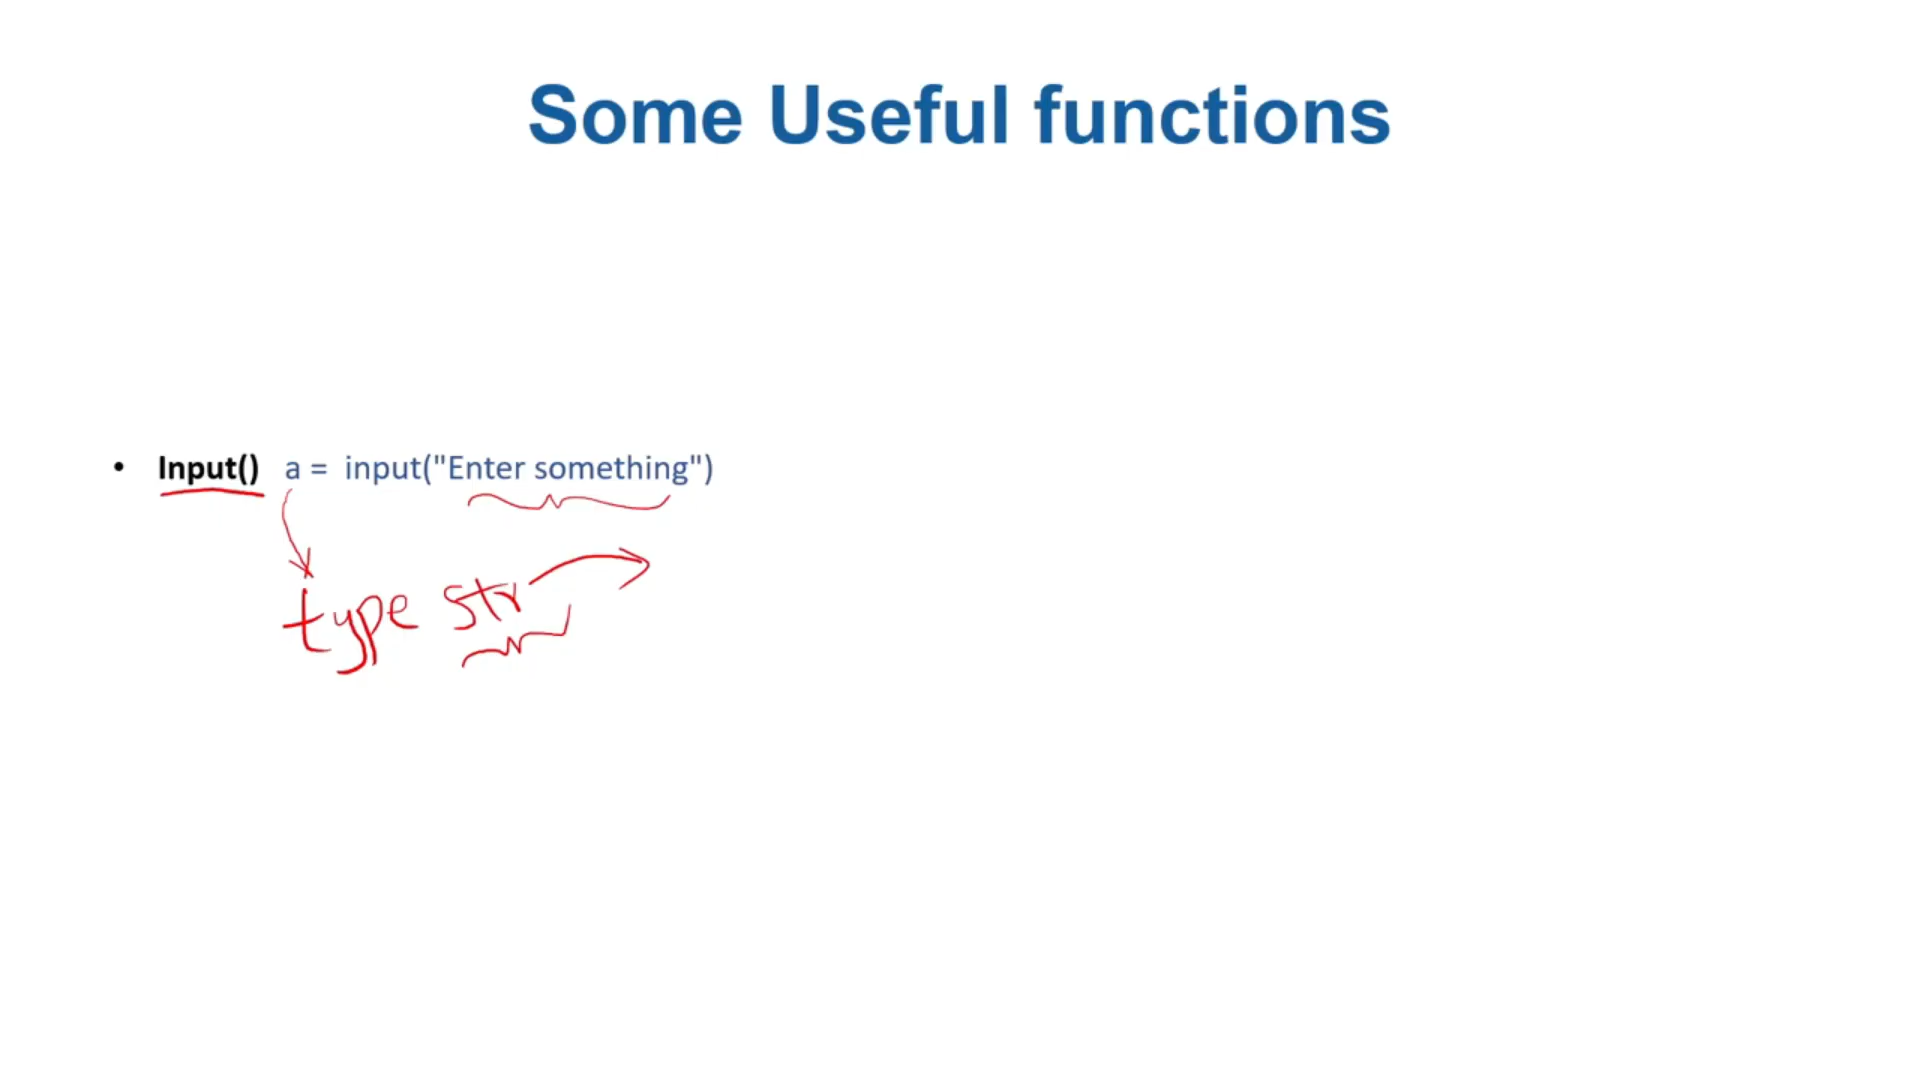 Some Useful functions
• Input() a = input("Enter something")
type str